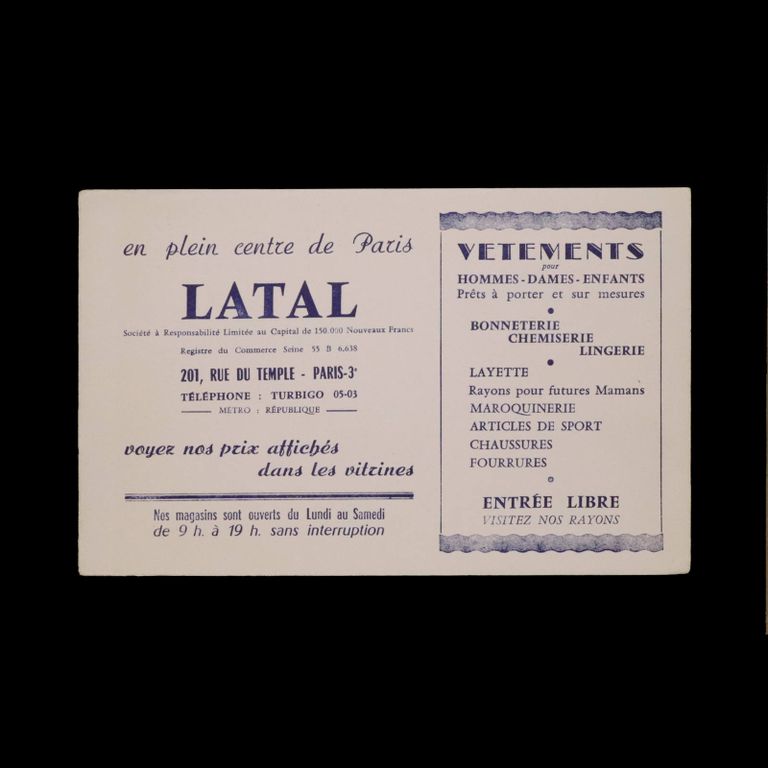 en plein centre de Paris
LATAL
Société à Responsabilité Limitée au Capital de 150.000 Nouveaux Francs
Registre du Commerce Seine 55 B 6.638
201, RUE DU TEMPLE - PARIS-3e
TÉLÉPHONE : TURBIGO 05-03
MÉTRO : RÉPUBLIQUE
voyez nos prix affichés
dans les vitrines
Nos magasins sont ouverts du Lundi au Samedi
de 9 h. à 19 h. sans interruption
VETEMENTS
pour
HOMMES - DAMES - ENFANTS
Prêts à porter et sur mesures
BONNETERIE
CHEMISERIE
LINGERIE
LAYETTE
Rayons pour futures Mamans
MAROQUINERIE
ARTICLES DE SPORT
CHAUSSURES
FOURRURES
ENTRÉE LIBRE
VISITEZ NOS RAYONS